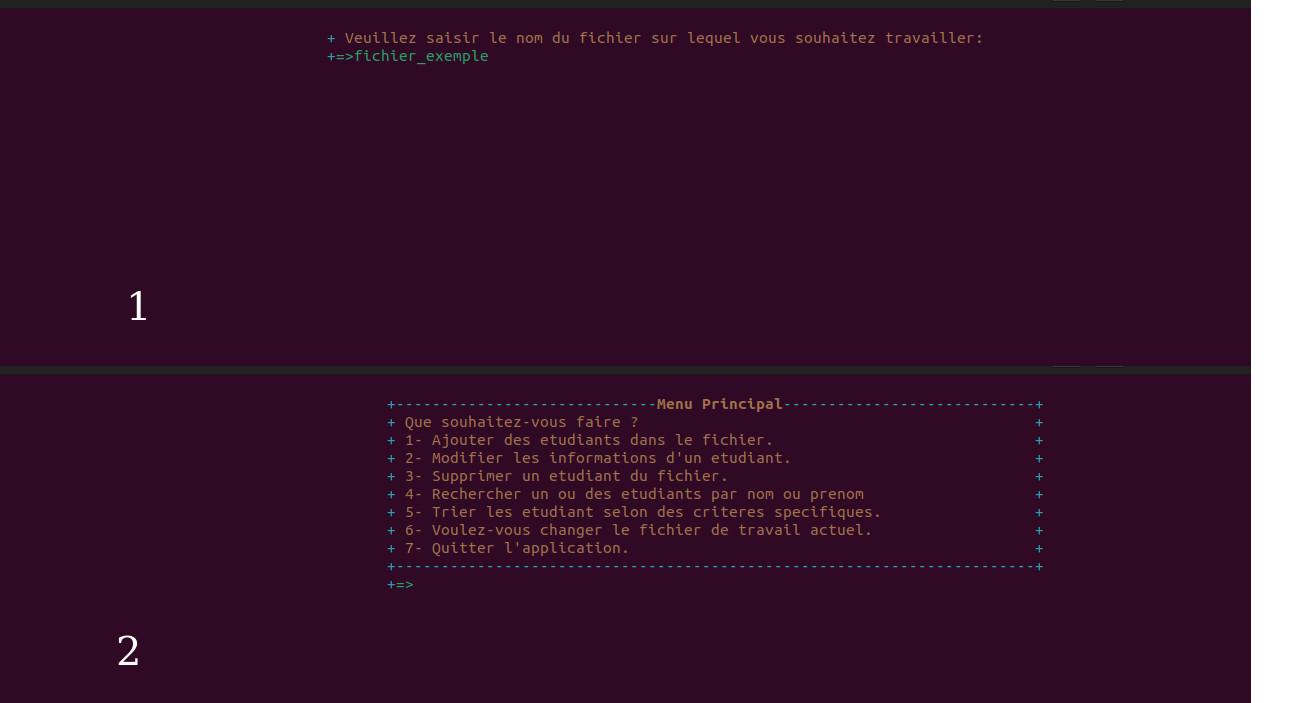 + Veuillez saisir le nom du fichier sur lequel vous souhaitez travailler:
+=>fichier_exemple
1
+-----------------------------Menu Principal----------------------------+
+ Que souhaitez-vous faire ? +
+ 1- Ajouter des etudiants dans le fichier. +
+ 2- Modifier les informations d'un etudiant. +
+ 3- Supprimer un etudiant du fichier. +
+ 4- Rechercher un ou des etudiants par nom ou prenom +
+ 5- Trier les etudiant selon des criteres specifiques. +
+ 6- Voulez-vous changer le fichier de travail actuel. +
+ 7- Quitter l'application. +
+-----------------------------------------------------------------------+
+=>
2